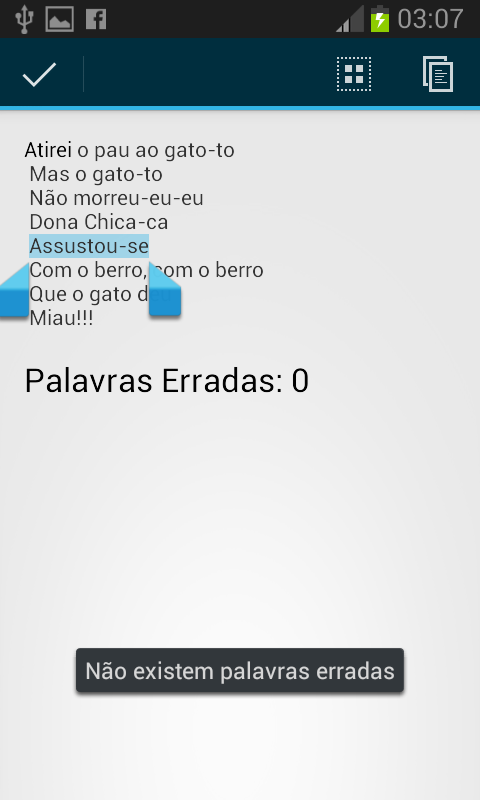 03:07
Atirei o pau ao gato-to
Mas o gato-to
Não morreu-eu-eu
Dona Chica-ca
Assustou-se
Com o berro, com o berro
Que o gato
Miau!!!
Palavras Erradas: 0
Não existem palavras erradas